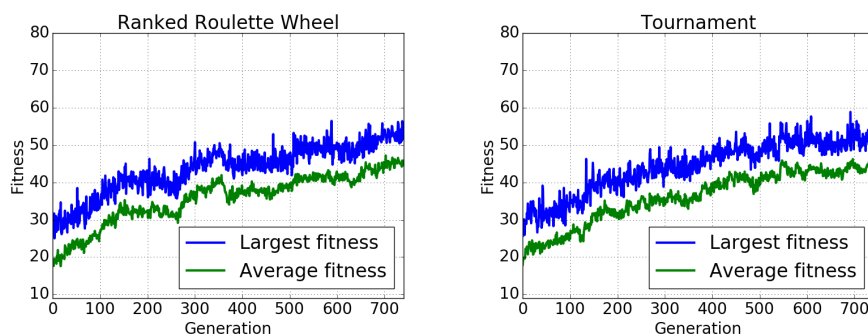 Ranked Roulette Wheel
80
70
60
50
40
30
20
10
Fitness
0 100 200 300 400 500 600 700
Generation
Largest fitness
Average fitness
Tournament
80
70
60
50
40
30
20
10
Fitness
0 100 200 300 400 500 600 700
Generation
Largest fitness
Average fitness